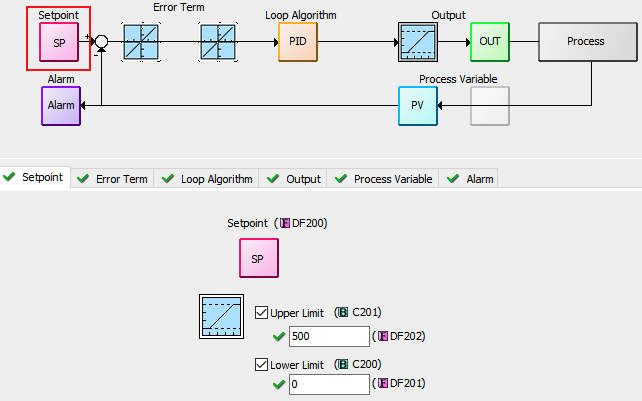 Setpoint Error Term Loop Algorithm Output
SP + - PID OUT Process
Alarm Process Variable
Alarm PV
Setpoint Error Term Loop Algorithm Output Process Variable Alarm
Setpoint (F DF200)
SP
Upper Limit (B C201)
500 (F DF202)
Lower Limit (B C200)
0 (F DF201)